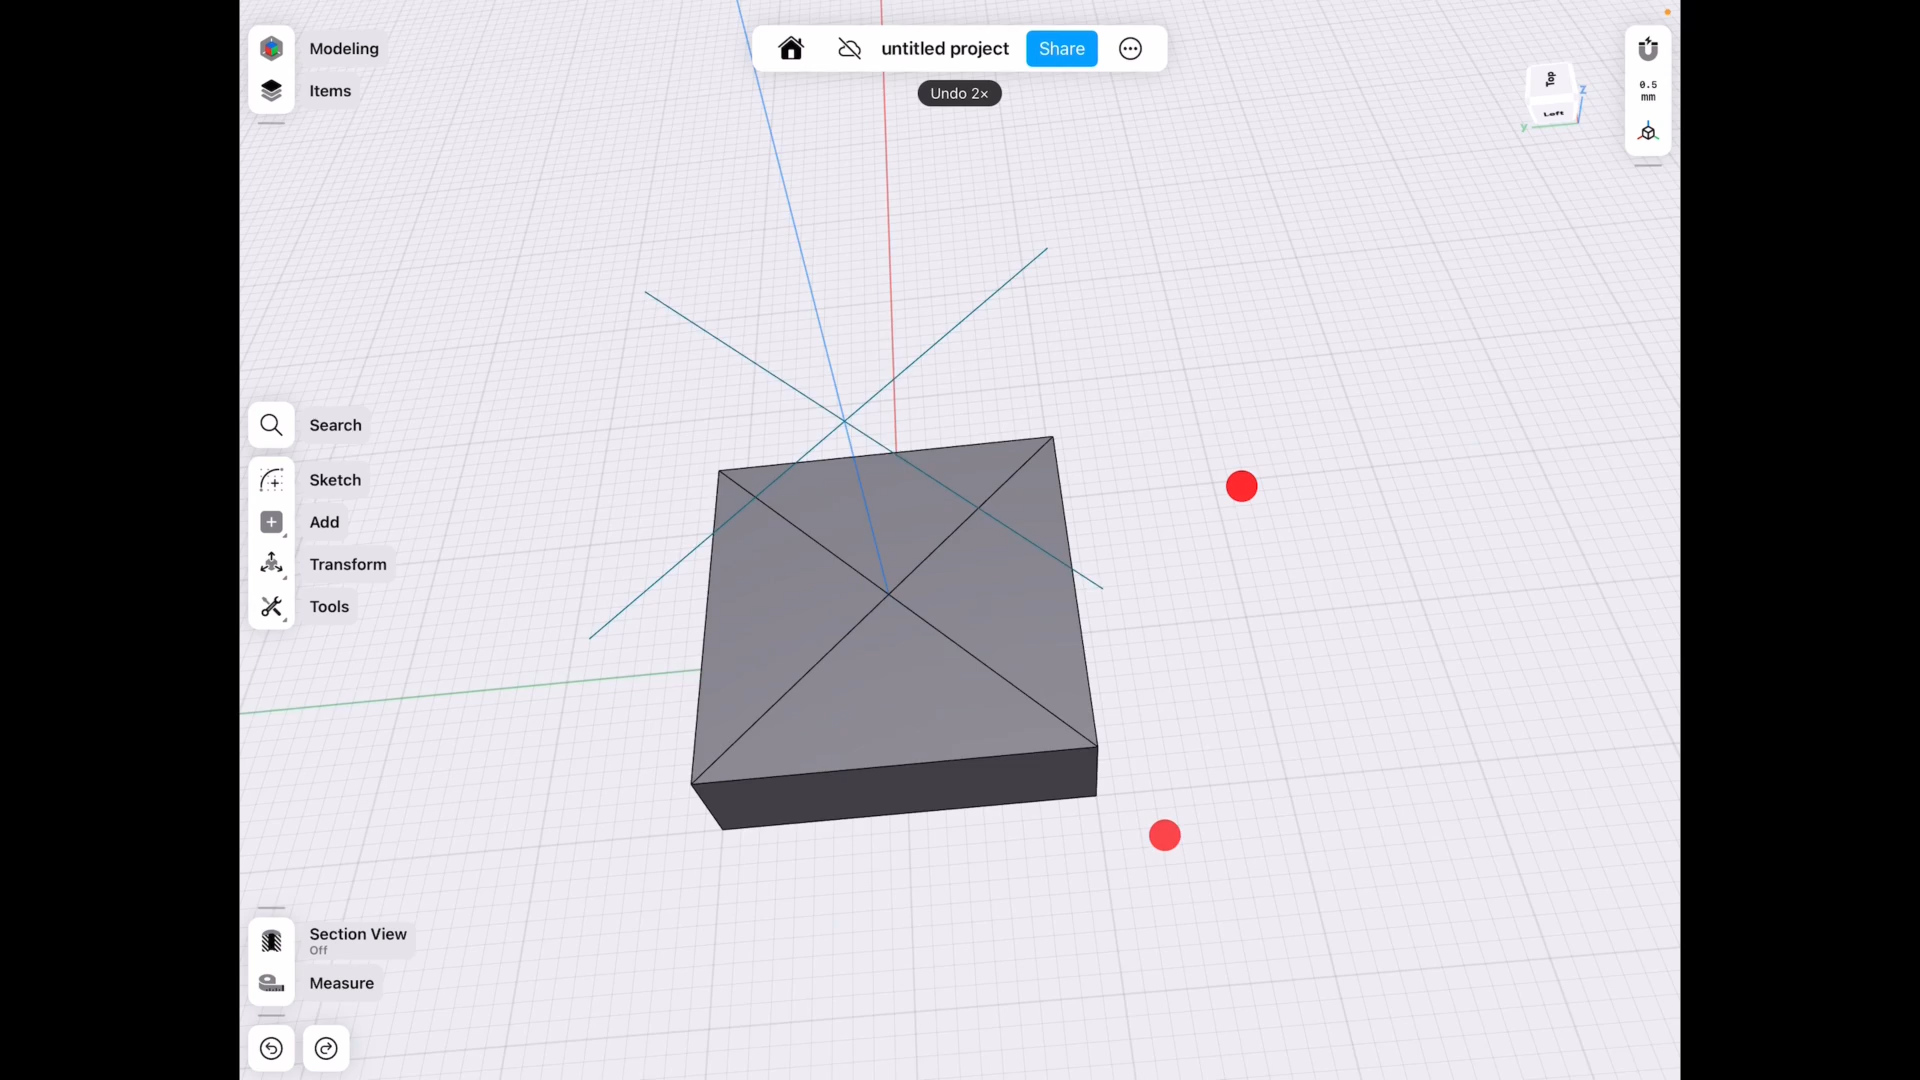 Modeling
Items
untitled project
Share
Undo 2×
Top
Left
Z
y
0.5
mm
Search
Sketch
Add
Transform
Tools
Section View
Off
Measure